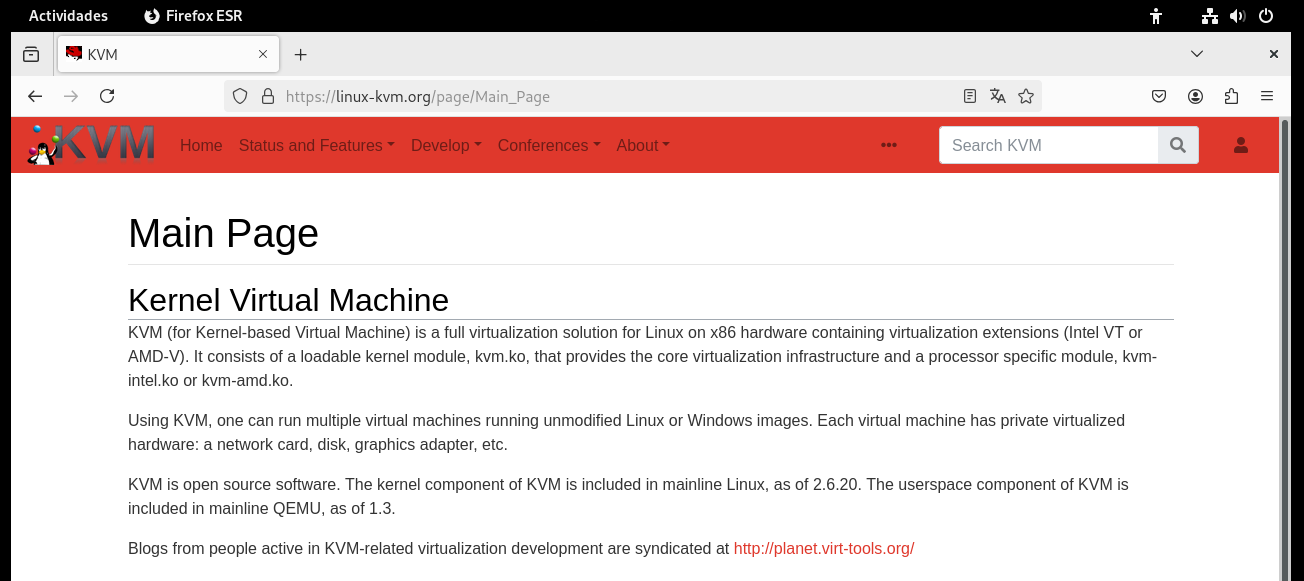 Actividades Firefox ESR
KVM
https://linux-kvm.org/page/Main_Page
KVM Home Status and Features Develop Conferences About Search KVM
Main Page
Kernel Virtual Machine
KVM (for Kernel-based Virtual Machine) is a full virtualization solution for Linux on x86 hardware containing virtualization extensions (Intel VT or
AMD-V). It consists of a loadable kernel module, kvm.ko, that provides the core virtualization infrastructure and a processor specific module, kvm-
intel.ko or kvm-amd.ko.
Using KVM, one can run multiple virtual machines running unmodified Linux or Windows images. Each virtual machine has private virtualized
hardware: a network card, disk, graphics adapter, etc.
KVM is open source software. The kernel component of KVM is included in mainline Linux, as of 2.6.20. The userspace component of KVM is
included in mainline QEMU, as of 1.3.
Blogs from people active in KVM-related virtualization development are syndicated at http://planet.virt-tools.org/